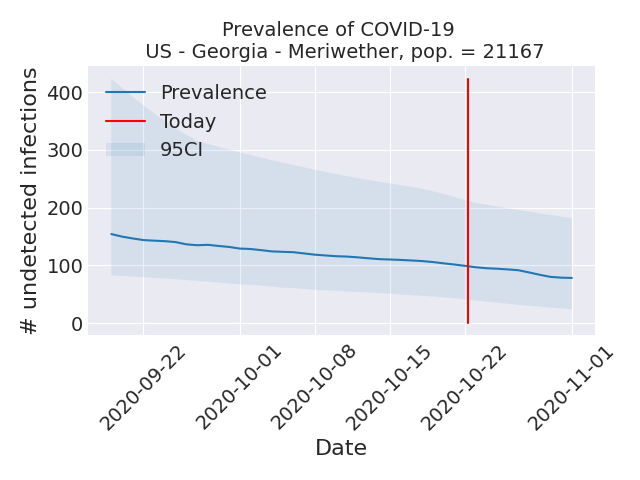 Prevalence of COVID-19
US - Georgia - Meriwether, pop. = 21167
# undetected infections
400
300
200
100
0
Prevalence
Today
95CI
2020-09-22
2020-10-01
2020-10-08
2020-10-15
2020-10-22
2020-11-01
Date